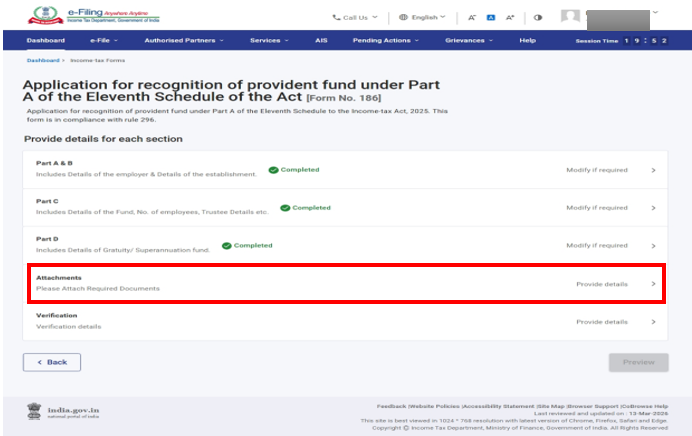 e-Filing Anywhere Anytime
Income Tax Department, Government of India
Call Us
English
A-
A
A+
Dashboard e-File Authorised Partners Services AIS Pending Actions Grievances Help Session Time 1 9 : 5 2
Dashboard > Income-tax Forms
Application for recognition of provident fund under Part
A of the Eleventh Schedule of the Act [Form No. 186]
Application for recognition of provident fund under Part A of the Eleventh Schedule to the Income-tax Act, 2025. This
form is in compliance with rule 296.
Provide details for each section
Part A & B
Includes Details of the employer & Details of the establishment.
Completed
Modify if required >
Part C
Includes Details of the Fund, No. of employees, Trustee Details etc.
Completed
Modify if required >
Part D
Includes Details of Gratuity/ Superannuation fund.
Completed
Modify if required >
Attachments
Please Attach Required Documents
Provide details >
Verification
Verification details
Provide details >
< Back
Preview
India.gov.in
national portal of india
Feedback |Website Policies |Accessibility Statement |Site Map |Browser Support |CoBrowse Help
Last reviewed and updated on : 13-Mar-2026
This site is best viewed in 1024 * 768 resolution with latest version of Chrome, Firefox, Safari and Edge.
Copyright © Income Tax Department, Ministry of Finance, Government of India. All Rights Reserved